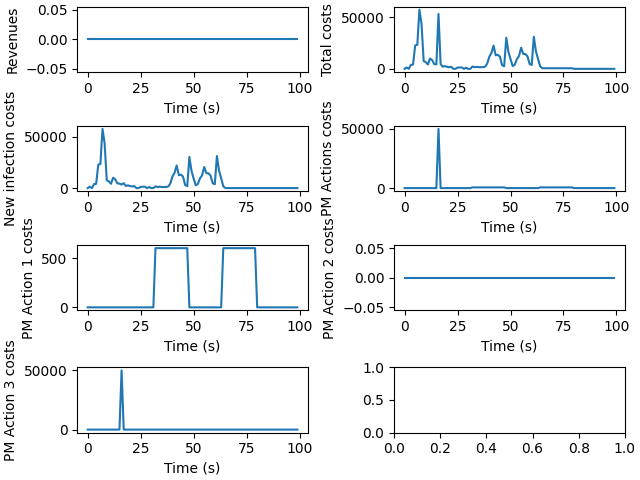 Revenues
0.05
0.00
−0.05
0 25 50 75 100
Time (s)
Total costs
50000
0
0 25 50 75 100
Time (s)
New infection costs
50000
0
0 25 50 75 100
Time (s)
PM Actions costs
50000
0
0 25 50 75 100
Time (s)
PM Action 1 costs
500
0
0 25 50 75 100
Time (s)
PM Action 2 costs
0.05
0.00
−0.05
0 25 50 75 100
Time (s)
PM Action 3 costs
50000
0
0 25 50 75 100
Time (s)
1.0
0.5
0.0
0.0 0.2 0.4 0.6 0.8 1.0